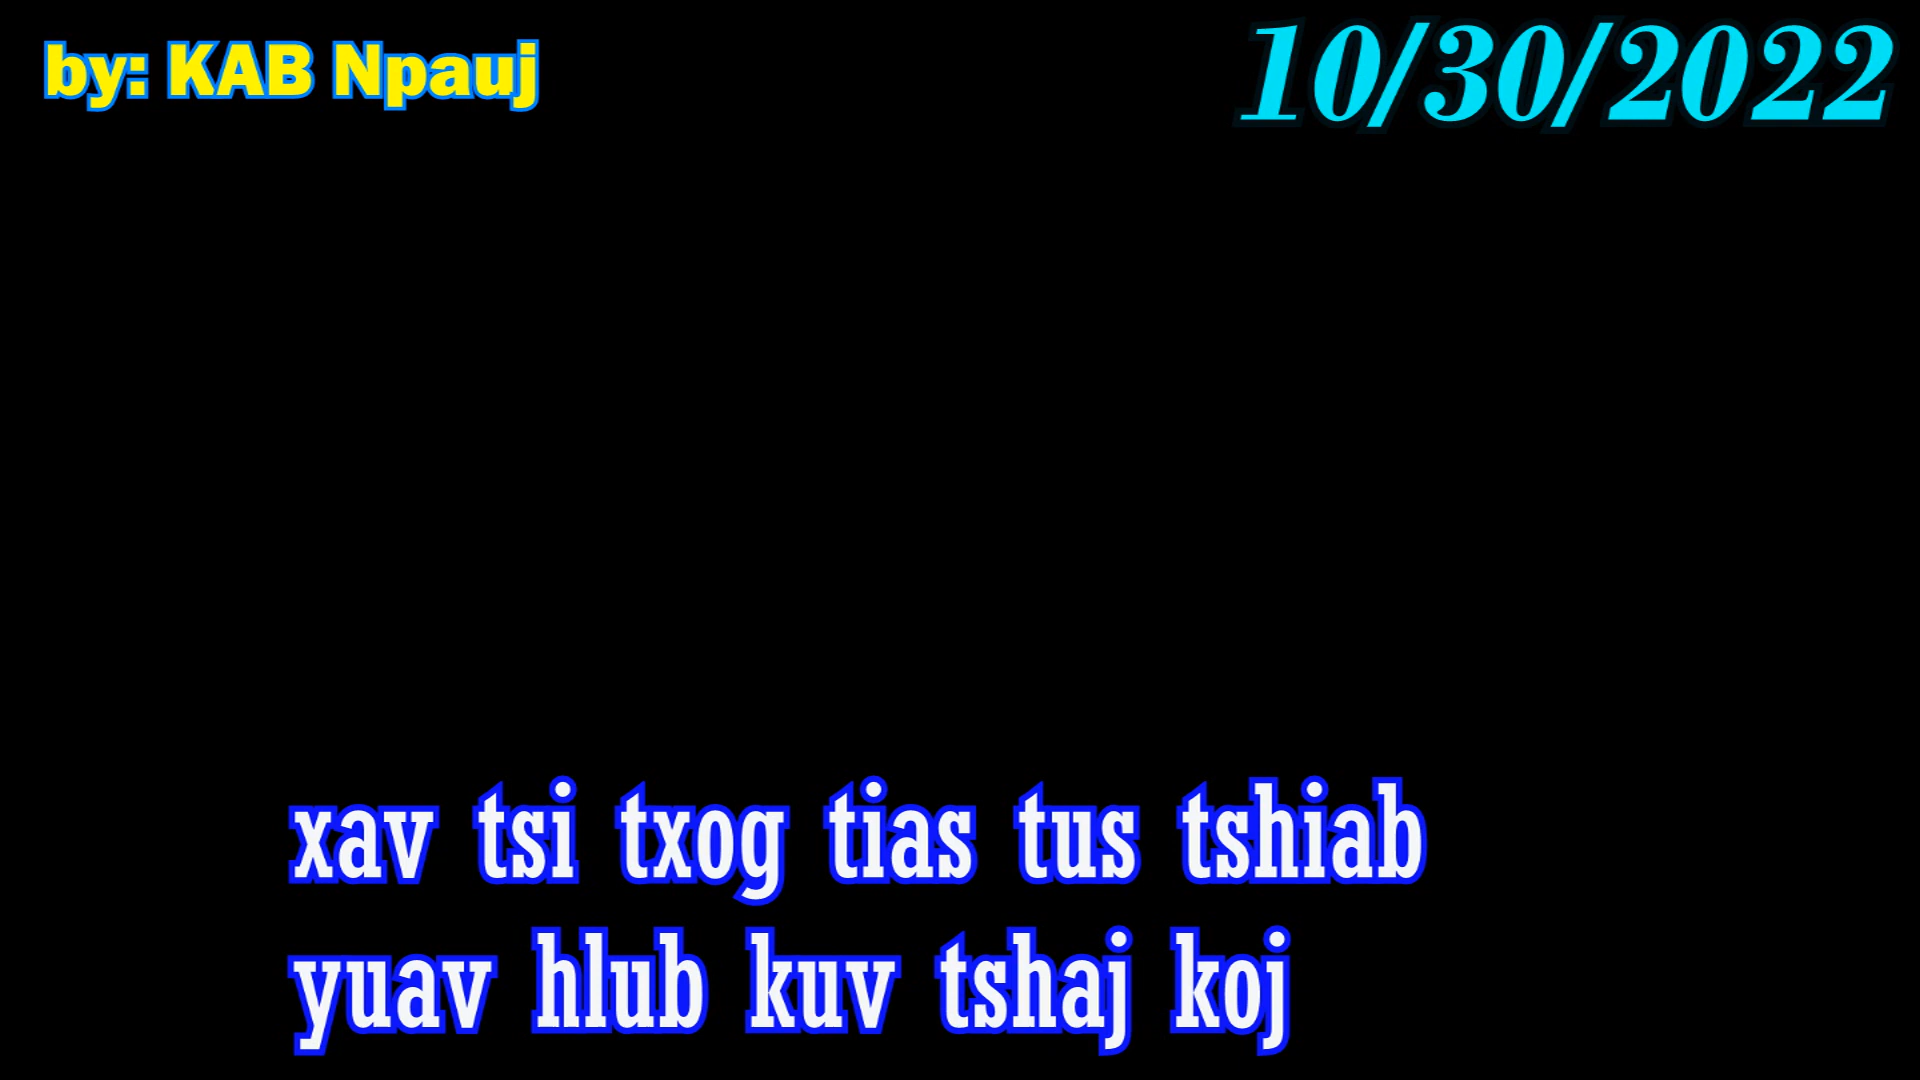 by: KAB Npauj
10/30/2022
xav tsi txog tias tus tshiab
yuav hlub kuv tshaj koj